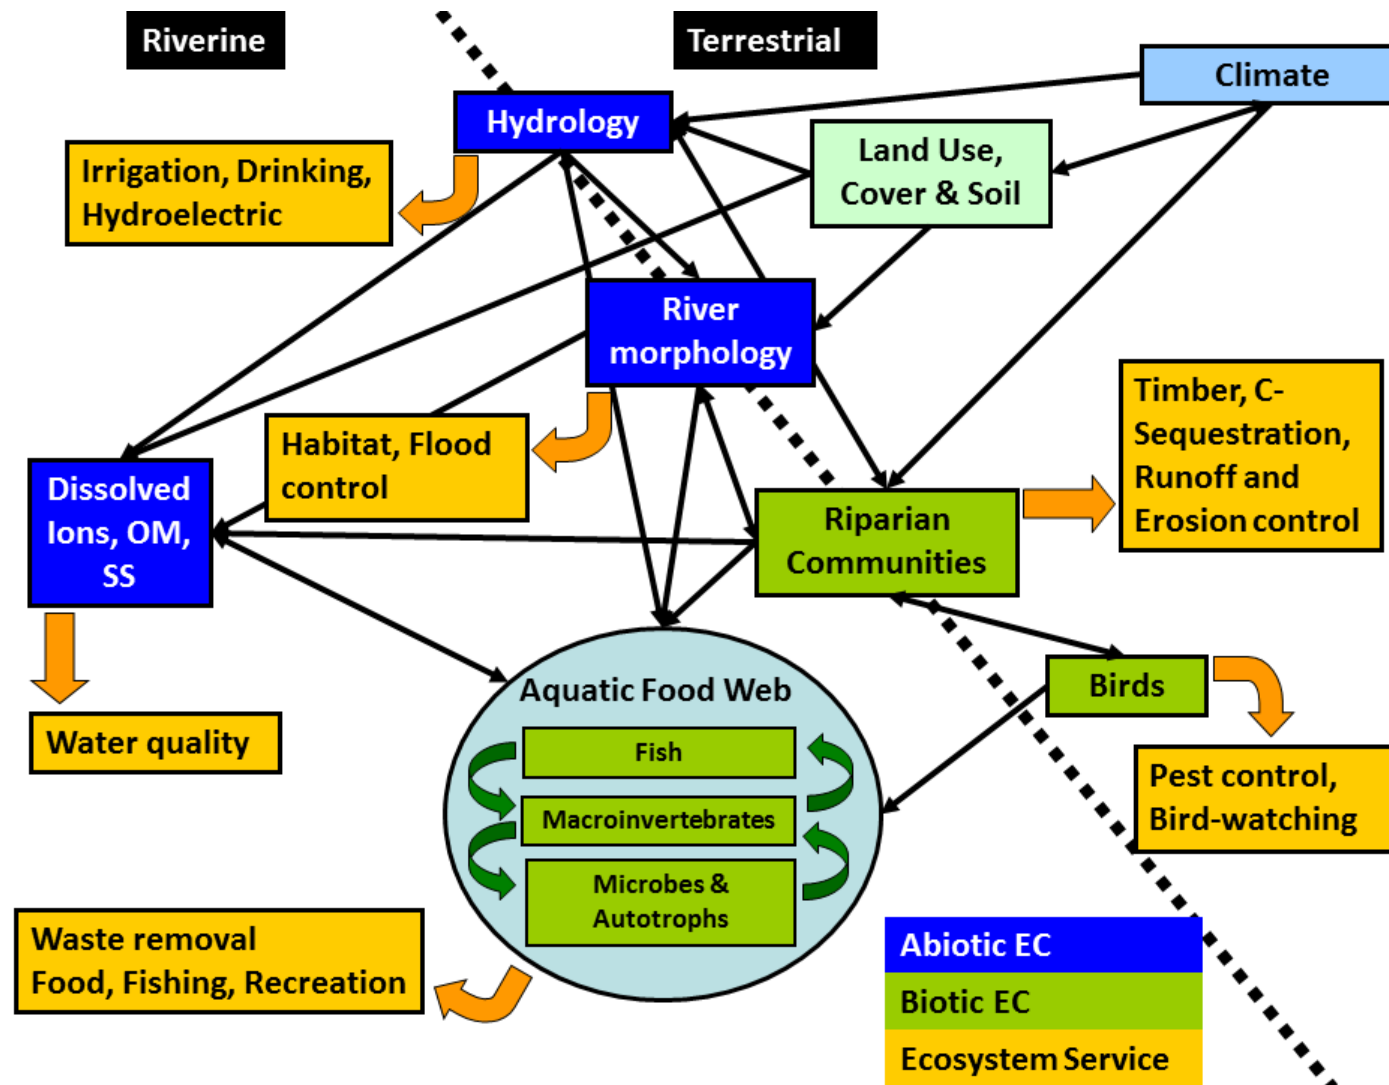 Riverine
Terrestrial
Climate
Hydrology
Land Use,
Cover & Soil
Irrigation, Drinking,
Hydroelectric
River
morphology
Timber, C-
Sequestration,
Runoff and
Erosion control
Habitat, Flood
control
Dissolved
Ions, OM,
SS
Riparian
Communities
Aquatic Food Web
Birds
Water quality
Fish
Macroinvertebrates
Microbes &
Autotrophs
Pest control,
Bird-watching
Waste removal
Food, Fishing, Recreation
Abiotic EC
Biotic EC
Ecosystem Service